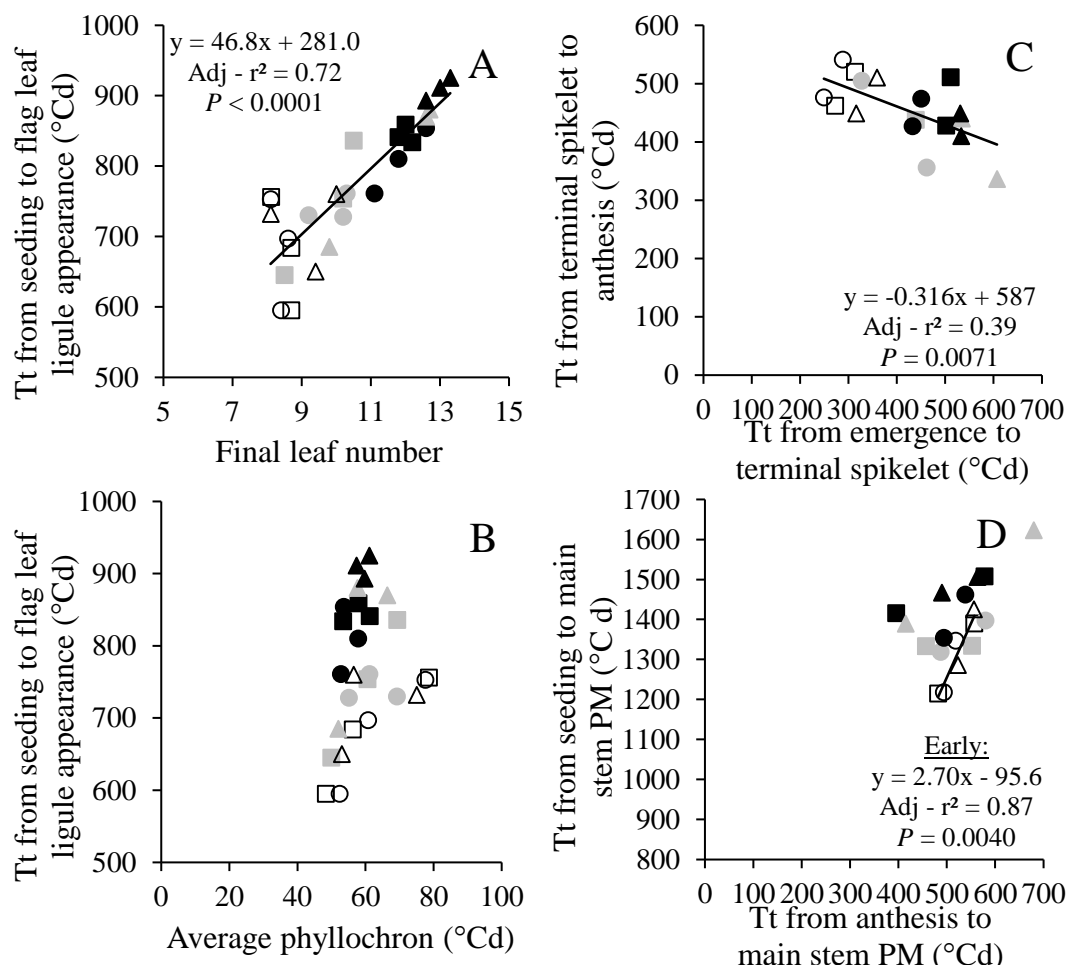 Tt from seeding to flag leaf
ligule appearance (°Cd)
1000
900
800
700
600
500
y = 46.8x + 281.0
Adj - r² = 0.72
P < 0.0001
A
5 7 9 11 13 15
Final leaf number
Tt from terminal spikelet to
anthesis (°Cd)
600
500
400
300
200
100
0
C
y = -0.316x + 587
Adj - r² = 0.39
P = 0.0071
0 100 200 300 400 500 600 700
Tt from emergence to
terminal spikelet (°Cd)
Tt from seeding to flag leaf
ligule appearance (°Cd)
1000
900
800
700
600
500
B
0 20 40 60 80 100
Average phyllochron (°Cd)
Tt from seeding to main
stem PM (°C d)
1700
1600
1500
1400
1300
1200
1100
1000
900
800
D
Early:
y = 2.70x - 95.6
Adj - r² = 0.87
P = 0.0040
0 100 200 300 400 500 600 700
Tt from anthesis to
main stem PM (°Cd)